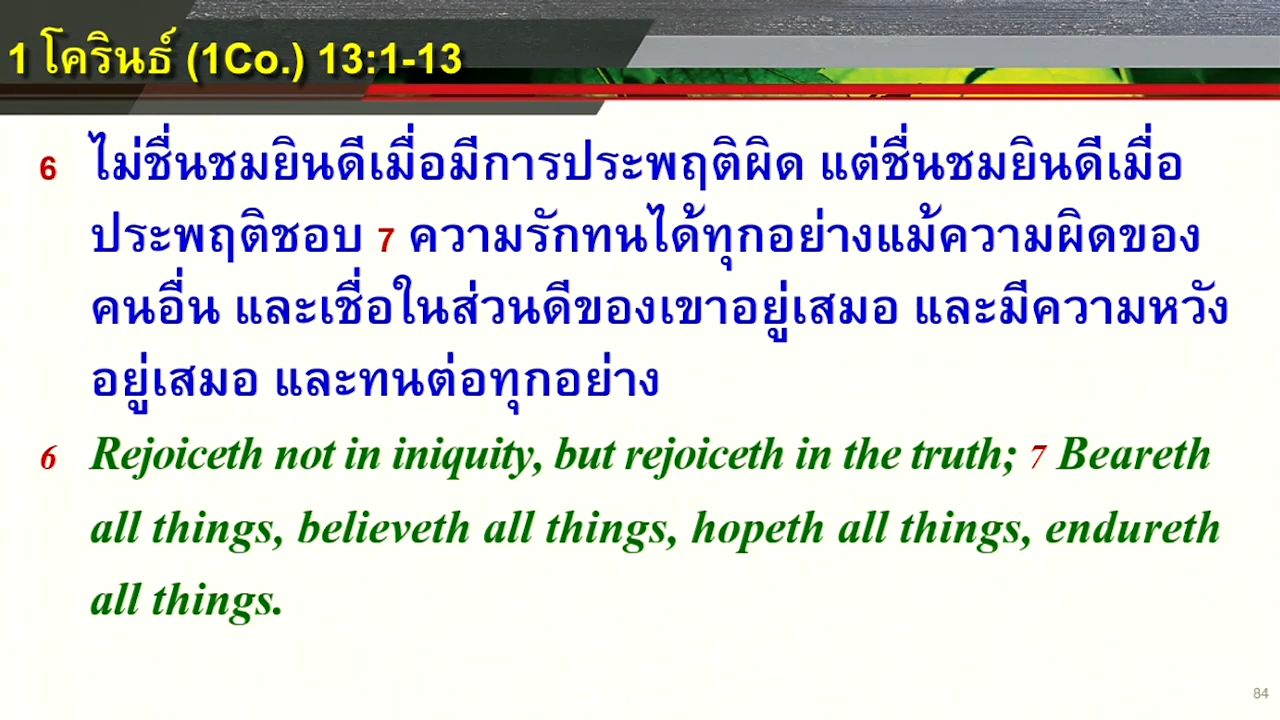 1 โครินธ์ (1Co.) 13:1-13
6 ไม่ชื่นชมยินดีเมื่อมีการประพฤติผิด แต่ชื่นชมยินดีเมื่อ
ประพฤติชอบ 7 ความรักทนได้ทุกอย่างแม้ความผิดของ
คนอื่น และเชื่อในส่วนดีของเขาอยู่เสมอ และมีความหวัง
อยู่เสมอ และทนต่อทุกอย่าง
6 Rejoiceth not in iniquity, but rejoiceth in the truth; 7 Beareth
all things, believeth all things, hopeth all things, endureth
all things.
84